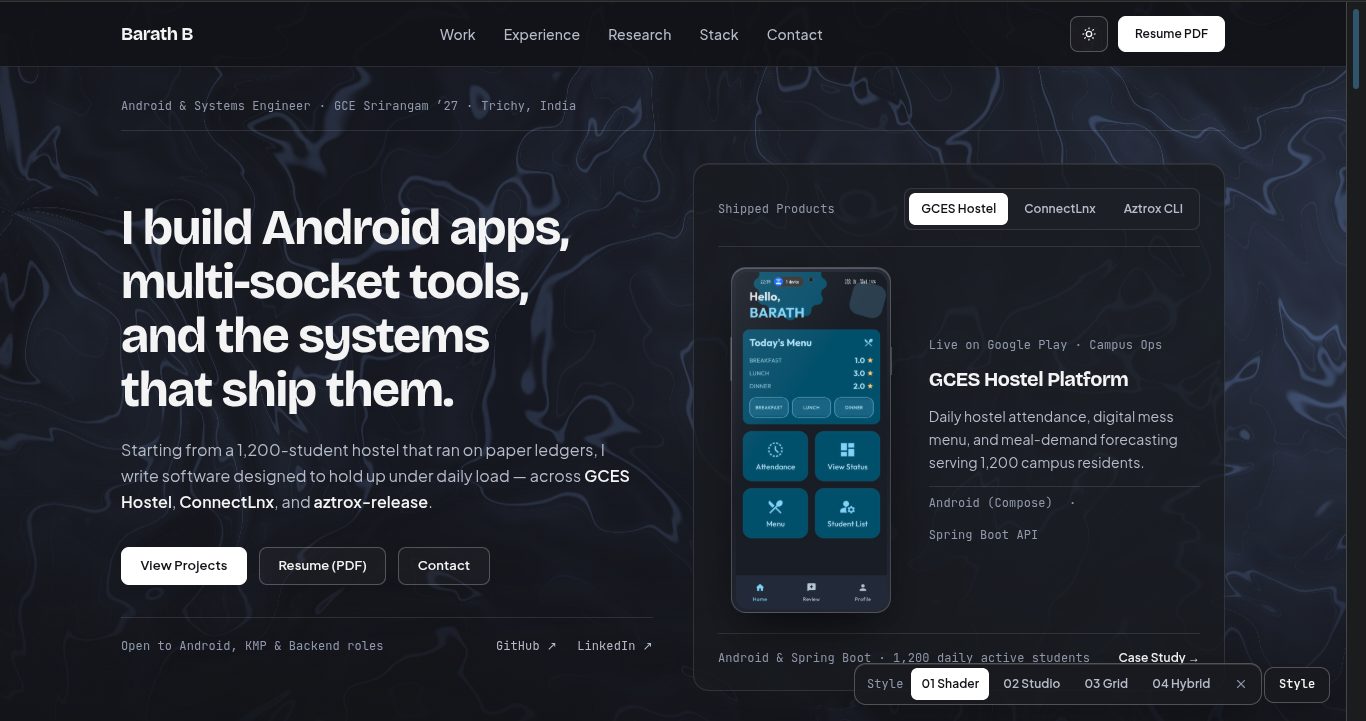 Barath B
Work Experience Research Stack Contact
Resume PDF
Android & Systems Engineer · GCE Srirangam ’27 · Trichy, India
I build Android apps,
multi-socket tools,
and the systems
that ship them.
Starting from a 1,200-student hostel that ran on paper ledgers, I
write software designed to hold up under daily load — across GCES
Hostel, ConnectLnx, and aztrox-release.
View Projects Resume (PDF) Contact
Open to Android, KMP & Backend roles GitHub ↗ LinkedIn ↗
Shipped Products GCES Hostel ConnectLnx Aztrox CLI
Hello,
BARATH
Today's Menu
BREAKFAST 1.0 ★
LUNCH 3.0 ★
DINNER 2.0 ★
BREAKFAST LUNCH DINNER
Attendance View Status
Menu Student List
Home Review Profile
Live on Google Play · Campus Ops
GCES Hostel Platform
Daily hostel attendance, digital mess
menu, and meal-demand forecasting
serving 1,200 campus residents.
Android (Compose) ·
Spring Boot API
Android & Spring Boot · 1,200 daily active students Case Study →
Style 01 Shader 02 Studio 03 Grid 04 Hybrid × Style